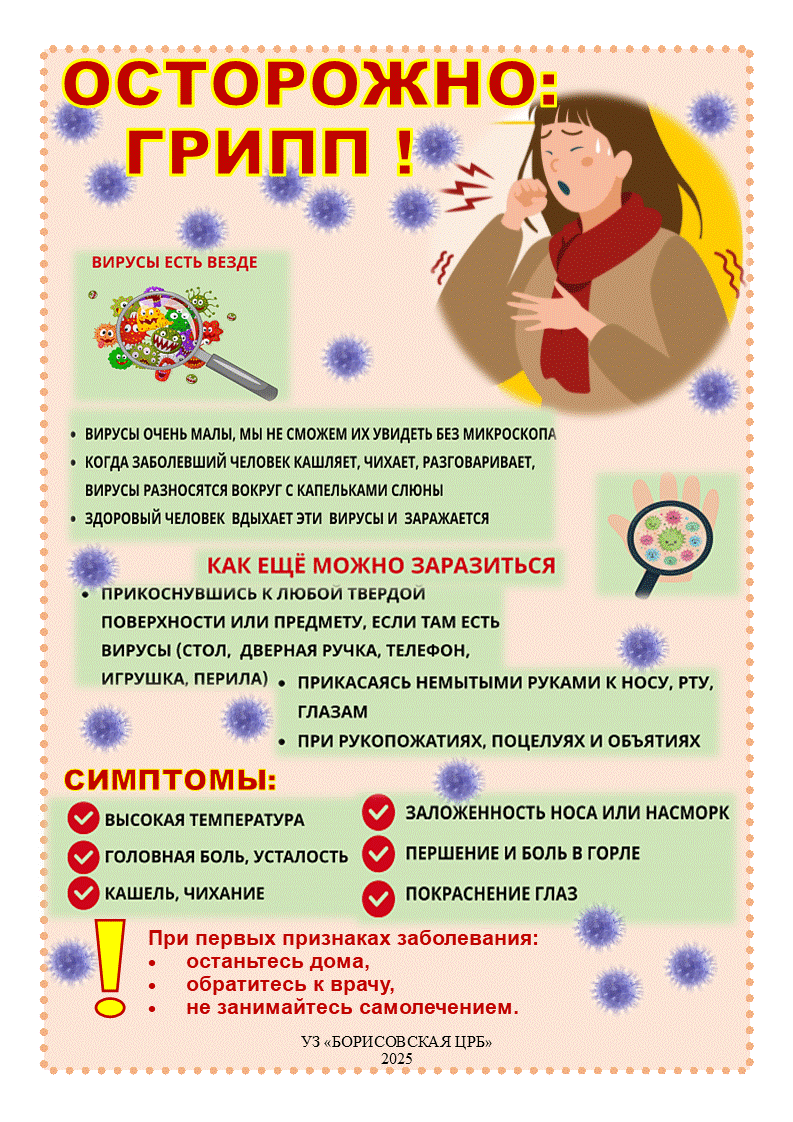 ОСТОРОЖНО:
ГРИПП !
ВИРУСЫ ЕСТЬ ВЕЗДЕ
• ВИРУСЫ ОЧЕНЬ МАЛЫ, МЫ НЕ СМОЖЕМ ИХ УВИДЕТЬ БЕЗ МИКРОСКОПА
• КОГДА ЗАБОЛЕВШИЙ ЧЕЛОВЕК КАШЛЯЕТ, ЧИХАЕТ, РАЗГОВАРИВАЕТ,
ВИРУСЫ РАЗНОСЯТСЯ ВОКРУГ С КАПЕЛЬКАМИ СЛЮНЫ
• ЗДОРОВЫЙ ЧЕЛОВЕК ВДЫХАЕТ ЭТИ ВИРУСЫ И ЗАРАЖАЕТСЯ
КАК ЕЩЁ МОЖНО ЗАРАЗИТЬСЯ
• ПРИКОСНУВШИСЬ К ЛЮБОЙ ТВЕРДОЙ
ПОВЕРХНОСТИ ИЛИ ПРЕДМЕТУ, ЕСЛИ ТАМ ЕСТЬ
ВИРУСЫ (СТОЛ, ДВЕРНАЯ РУЧКА, ТЕЛЕФОН,
ИГРУШКА, ПЕРИЛА)
• ПРИКАСАЯСЬ НЕМЫТЫМИ РУКАМИ К НОСУ, РТУ,
ГЛАЗАМ
• ПРИ РУКОПОЖАТИЯХ, ПОЦЕЛУЯХ И ОБЪЯТИЯХ
СИМПТОМЫ:
ВЫСОКАЯ ТЕМПЕРАТУРА
ГОЛОВНАЯ БОЛЬ, УСТАЛОСТЬ
КАШЕЛЬ, ЧИХАНИЕ
ЗАЛОЖЕННОСТЬ НОСА ИЛИ НАСМОРК
ПЕРШЕНИЕ И БОЛЬ В ГОРЛЕ
ПОКРАСНЕНИЕ ГЛАЗ
При первых признаках заболевания:
• останьтесь дома,
• обратитесь к врачу,
• не занимайтесь самолечением.
УЗ «БОРИСОВСКАЯ ЦРБ»
2025